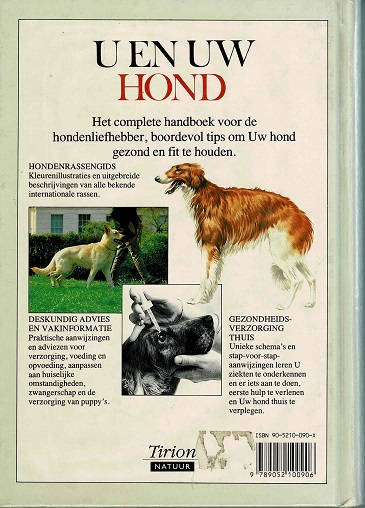 U EN UW
HOND
Het complete handboek voor de
hondenliefhebber, boordevol tips om Uw hond
gezond en fit te houden.
HONDENRASSENGIDS
Kleurenillustraties en uitgebreide
beschrijvingen van alle bekende
internationale rassen.
DESKUNDIG ADVIES
EN VAKINFORMATIE
Praktische aanwijzingen
en adviezen voor
verzorging, voeding en
opvoeding, aanpassen
aan huiselijke
omstandigheden,
zwangerschap en de
verzorging van puppy's.
GEZONDHEIDS-
VERZORGING
THUIS
Unieke schema's en
stap-voor-stap-
aanwijzingen leren U
ziekten te onderkennen
en er iets aan te doen,
eerste hulp te verlenen
en Uw hond thuis te
verplegen.
Tirion
NATUUR
ISBN 90-5210-090-X
9 789052 100906